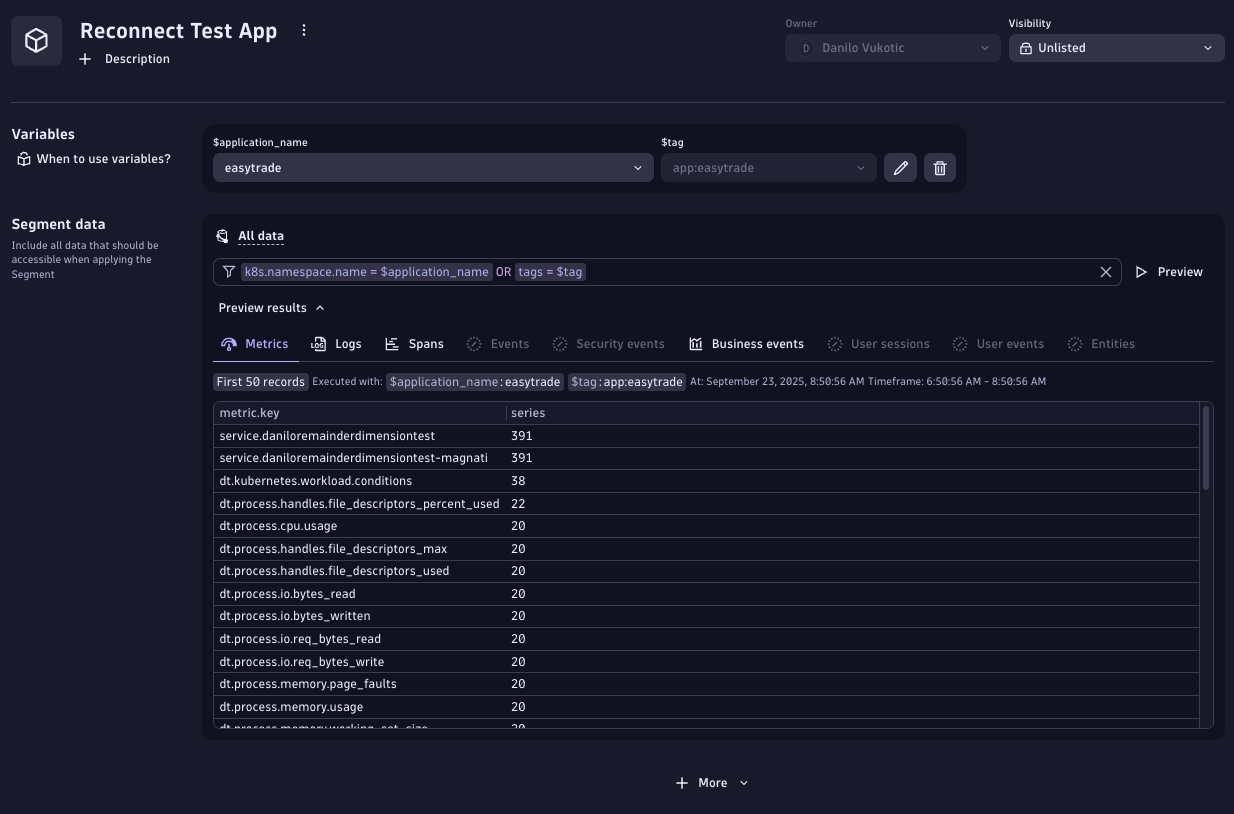 Reconnect Test App
Description
Owner
D Danilo Vukotic
Visibility
Unlisted
Variables
When to use variables?
$application_name
easytrade
$tag
app:easytrade
Segment data
Include all data that should be
accessible when applying the
Segment
All data
k8s.namespace.name = $application_name OR tags = $tag
Preview
Preview results
Metrics Logs Spans Events Security events Business events User sessions User events Entities
First 50 records Executed with: $application_name:easytrade $tag:app:easytrade At: September 23, 2025, 8:50:56 AM Timeframe: 6:50:56 AM - 8:50:56 AM
metric.key series
service.daniloremainderdimensiontest 391
service.daniloremainderdimensiontest-magnati 391
dt.kubernetes.workload.conditions 38
dt.process.handles.file_descriptors_percent_used 22
dt.process.cpu.usage 20
dt.process.handles.file_descriptors_max 20
dt.process.handles.file_descriptors_used 20
dt.process.io.bytes_read 20
dt.process.io.bytes_written 20
dt.process.io.req_bytes_read 20
dt.process.io.req_bytes_write 20
dt.process.memory.page_faults 20
dt.process.memory.usage 20
dt.process.memory.working_set_size 20
More